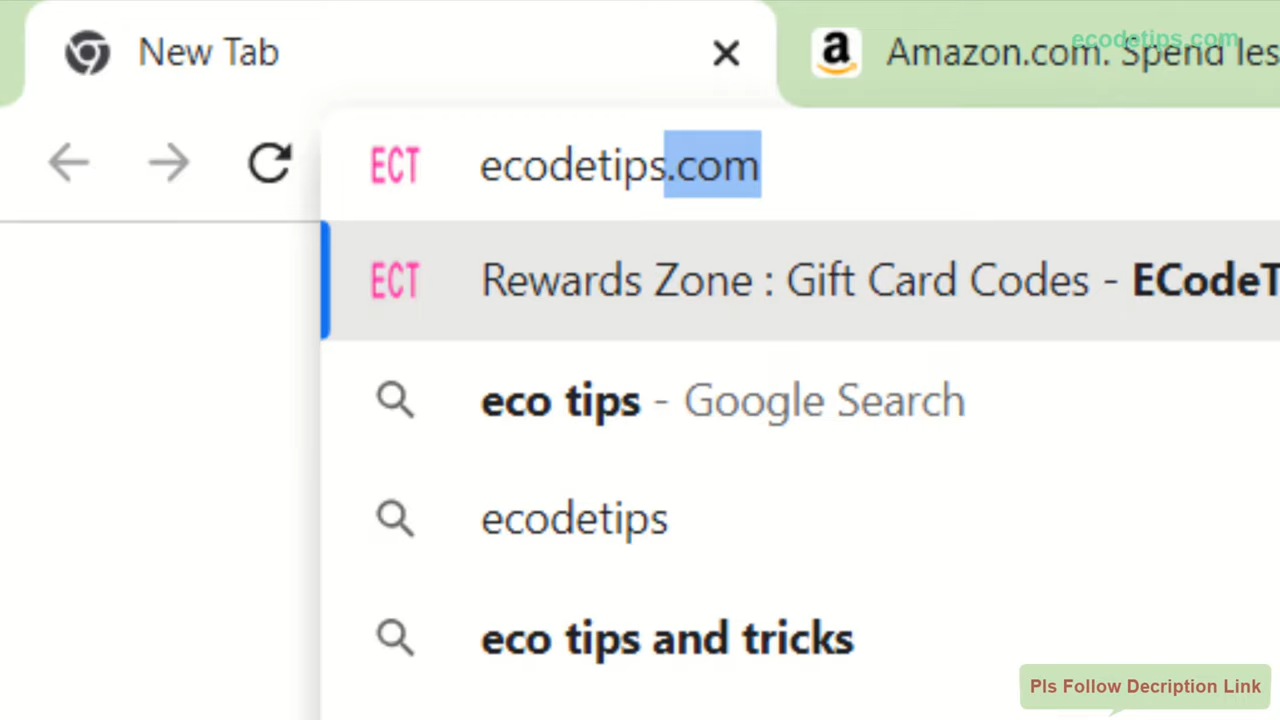 New Tab
Amazon.com. Spend les
ecodetips.com
ECT ecodetips.com
ECT Rewards Zone : Gift Card Codes - ECodeT
eco tips - Google Search
ecodetips
eco tips and tricks
Pls Follow Decription Link